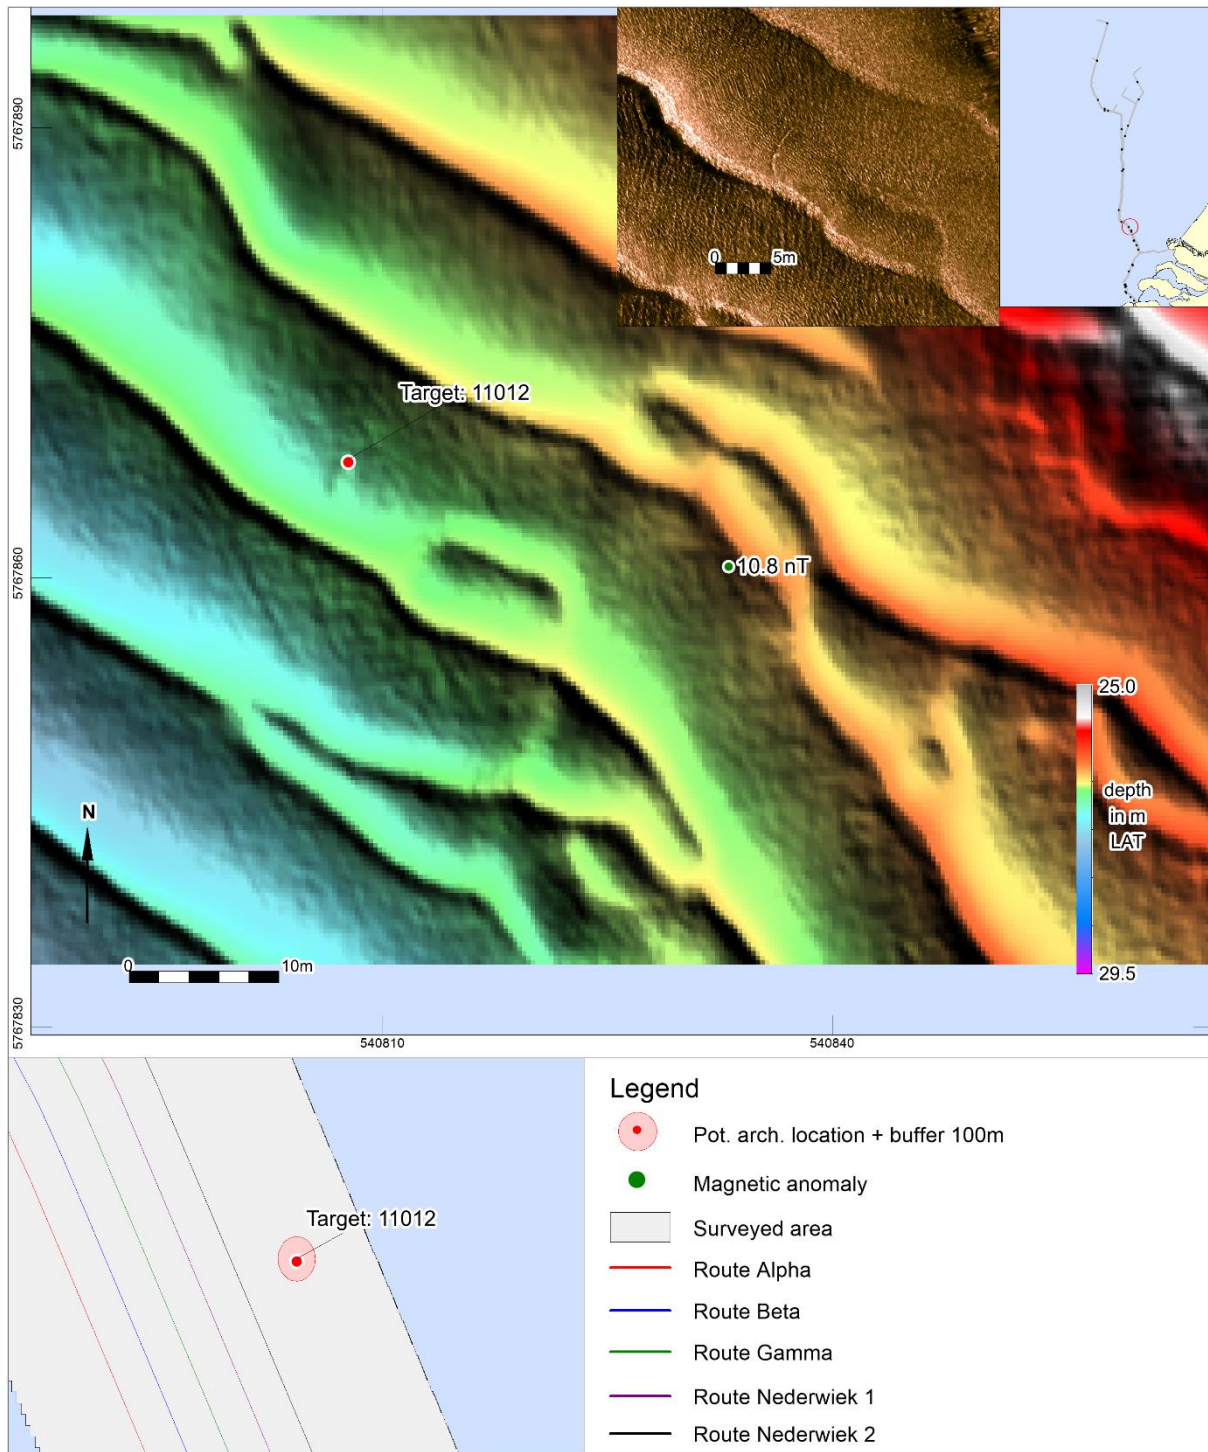 0 5m
5767890
Target: 11012
5767860
10.8 nT
25.0
depth
in m
LAT
29.5
N
0 10m
5767830
540810 540840
Target: 11012
Legend
Pot. arch. location + buffer 100m
Magnetic anomaly
Surveyed area
Route Alpha
Route Beta
Route Gamma
Route Nederwiek 1
Route Nederwiek 2